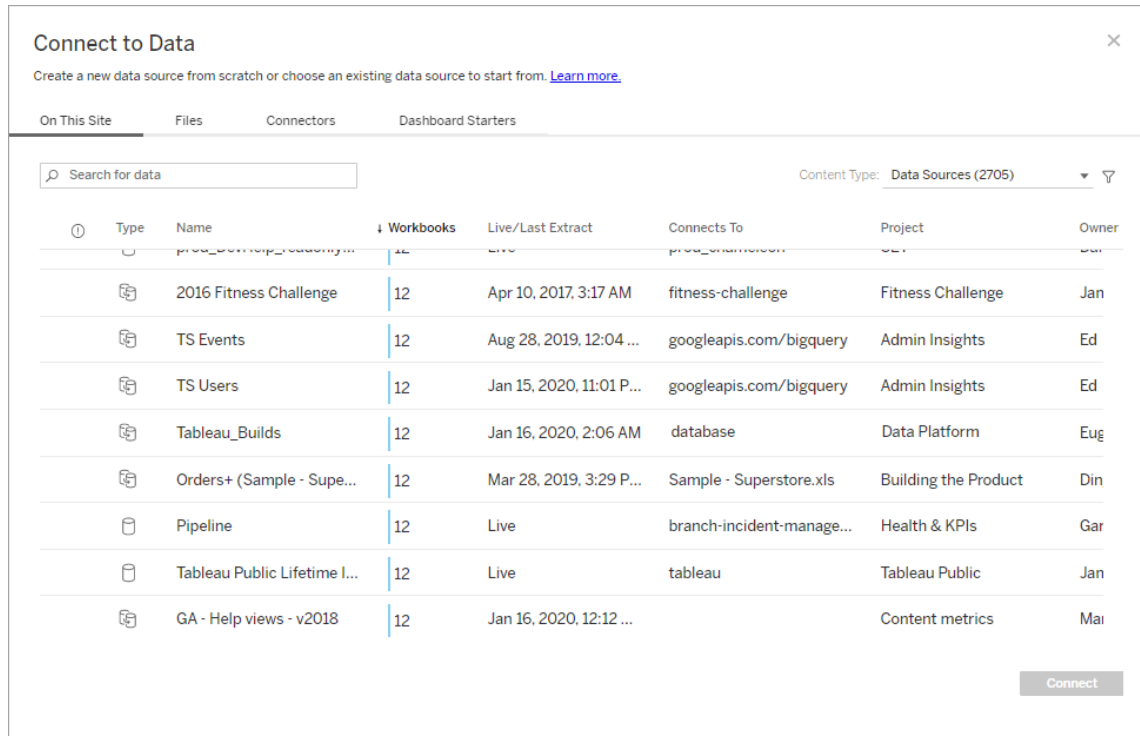 Connect to Data
Create a new data source from scratch or choose an existing data source to start from. Learn more.
On This Site Files Connectors Dashboard Starters
Search for data Content Type: Data Sources (2705)
Type Name ↓ Workbooks Live/Last Extract Connects To Project Owner
12 Live
2016 Fitness Challenge 12 Apr 10, 2017, 3:17 AM fitness-challenge Fitness Challenge Jan
TS Events 12 Aug 28, 2019, 12:04 ... googleapis.com/bigquery Admin Insights Ed
TS Users 12 Jan 15, 2020, 11:01 P... googleapis.com/bigquery Admin Insights Ed
Tableau_Builds 12 Jan 16, 2020, 2:06 AM database Data Platform Eug
Orders+ (Sample - Supe... 12 Mar 28, 2019, 3:29 P... Sample - Superstore.xls Building the Product Din
Pipeline 12 Live branch-incident-manage... Health & KPIs Gar
Tableau Public Lifetime I... 12 Live tableau Tableau Public Jan
GA - Help views - v2018 12 Jan 16, 2020, 12:12 ... Content metrics Mar
Connect